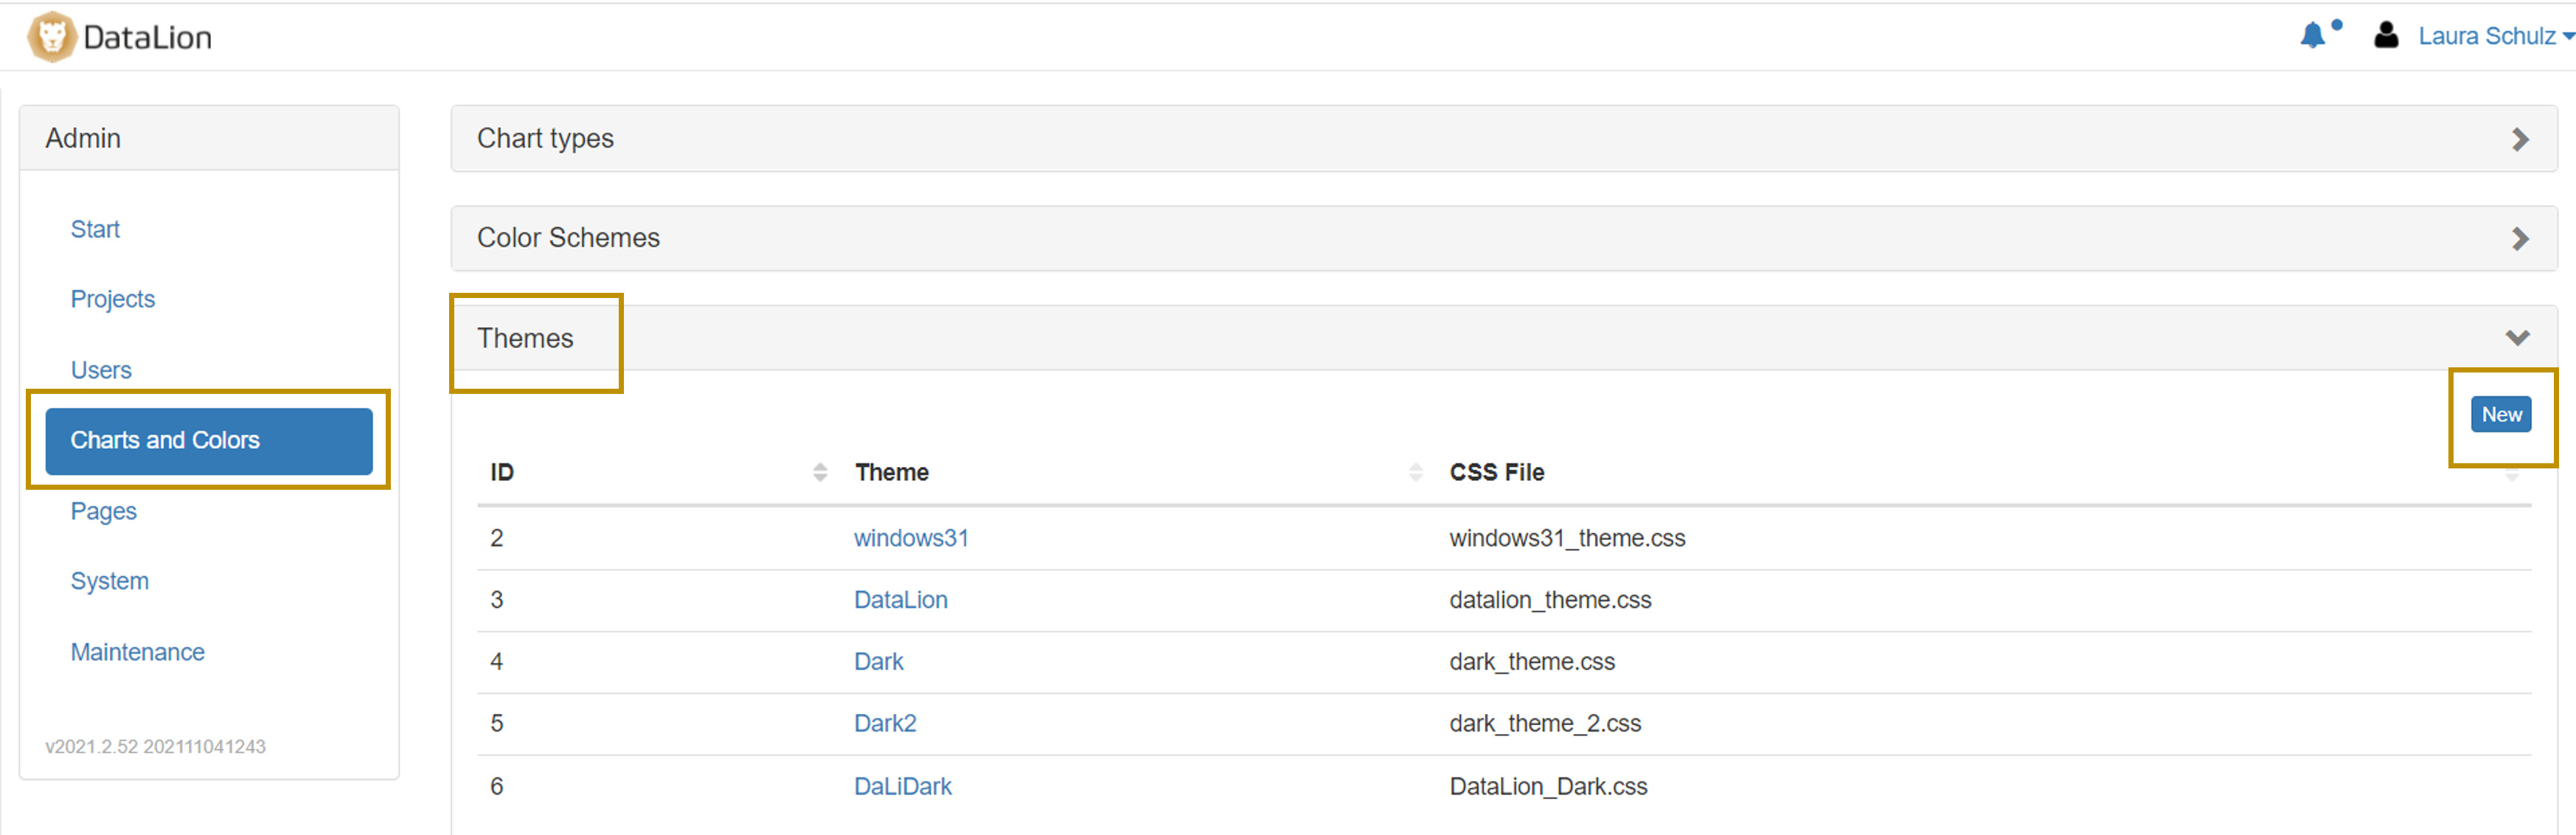 DataLion
Laura Schulz
Admin
Start
Projects
Users
Charts and Colors
Pages
System
Maintenance
v2021.2.52 202111041243
Chart types
Color Schemes
Themes
New
ID Theme CSS File
2 windows31 windows31_theme.css
3 DataLion datalion_theme.css
4 Dark dark_theme.css
5 Dark2 dark_theme_2.css
6 DaLiDark DataLion_Dark.css